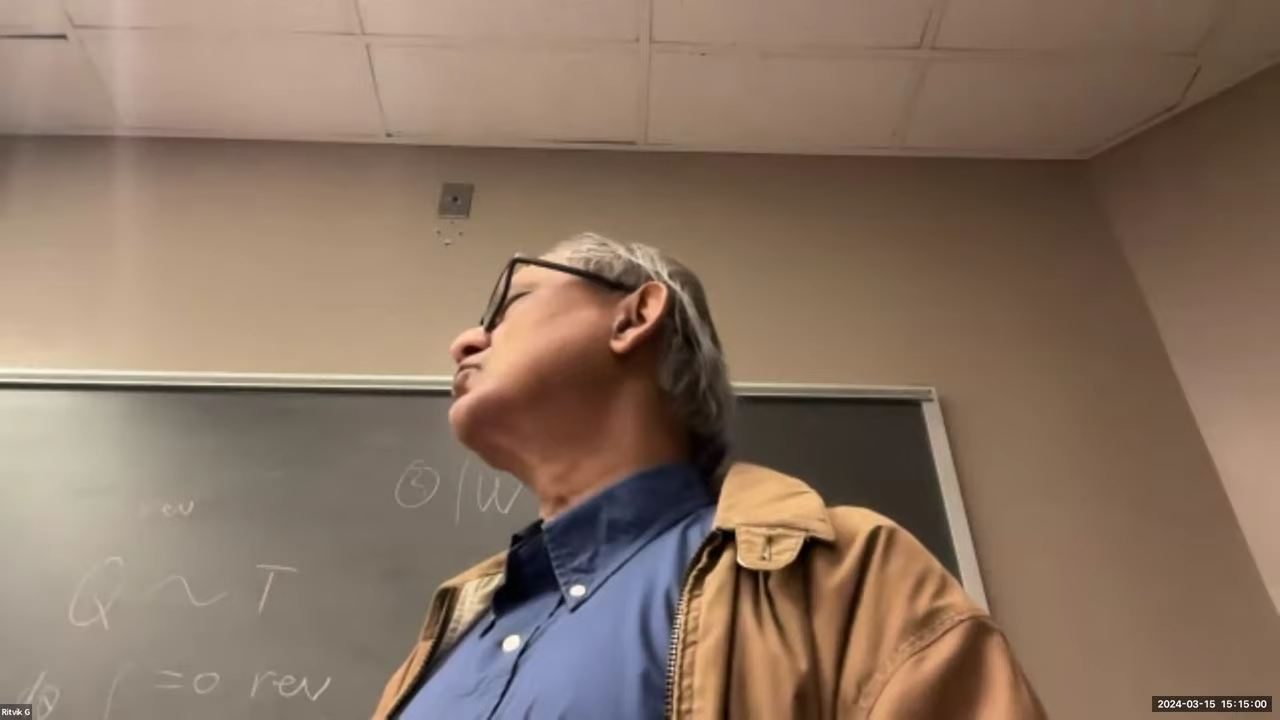 ③ |W
rev
Q ~ T
=0 rev
Ritvik G
2024-03-15 15:15:00